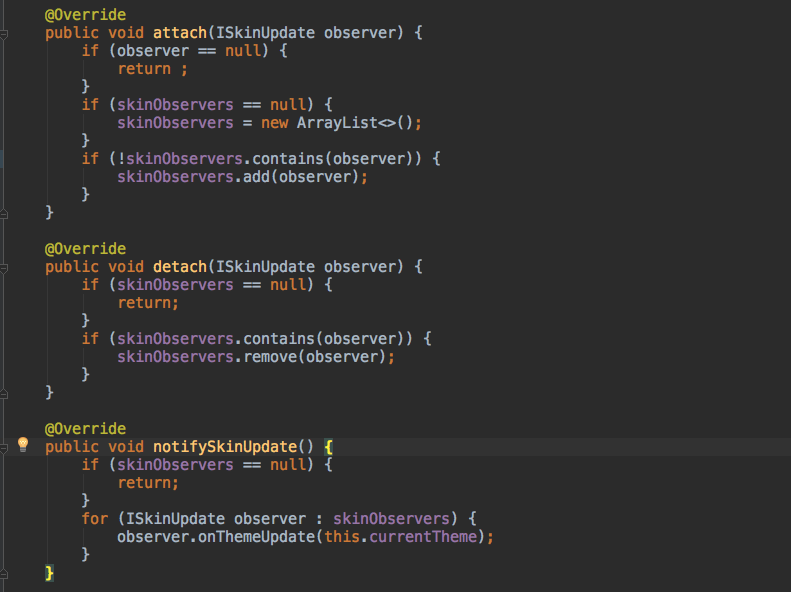 @Override
public void attach(ISkinUpdate observer) {
if (observer == null) {
return ;
}
if (skinObservers == null) {
skinObservers = new ArrayList<>();
}
if (!skinObservers.contains(observer)) {
skinObservers.add(observer);
}
}
@Override
public void detach(ISkinUpdate observer) {
if (skinObservers == null) {
return;
}
if (skinObservers.contains(observer)) {
skinObservers.remove(observer);
}
}
@Override
public void notifySkinUpdate() {
if (skinObservers == null) {
return;
}
for (ISkinUpdate observer : skinObservers) {
observer.onThemeUpdate(this.currentTheme);
}
}